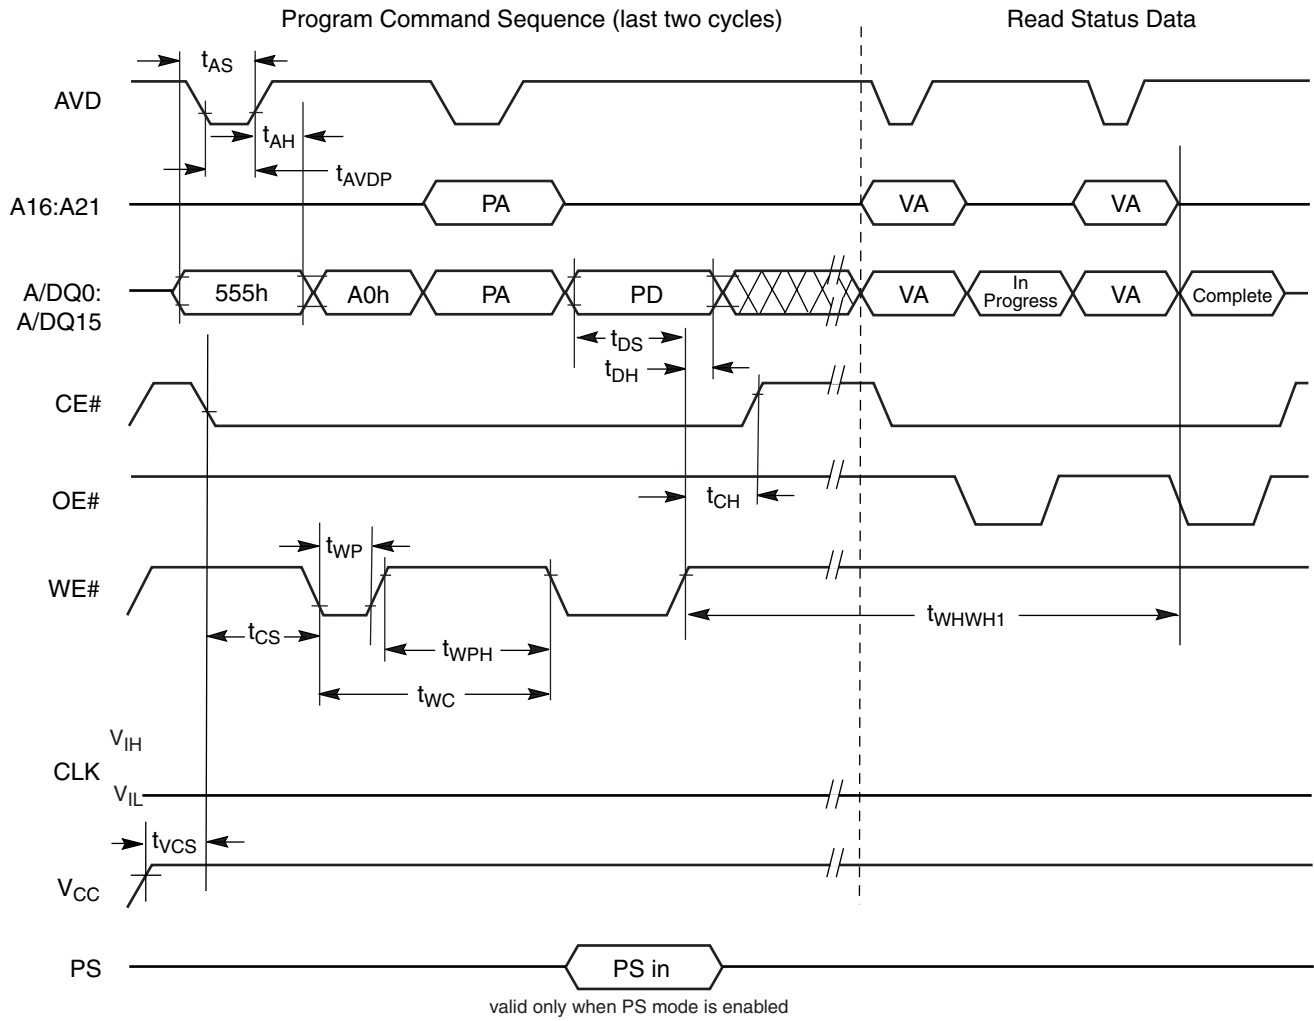 Program Command Sequence (last two cycles)
Read Status Data
tAS
AVD
tAH
tAVDP
A16:A21
PA
VA
VA
A/DQ0:
A/DQ15
555h
A0h
PA
PD
VA
In
Progress
VA
Complete
tDS
tDH
CE#
OE#
tCH
tWP
WE#
tWHWH1
tCS
tWPH
tWC
VIH
CLK
VIL
tVCS
VCC
PS
PS in
valid only when PS mode is enabled